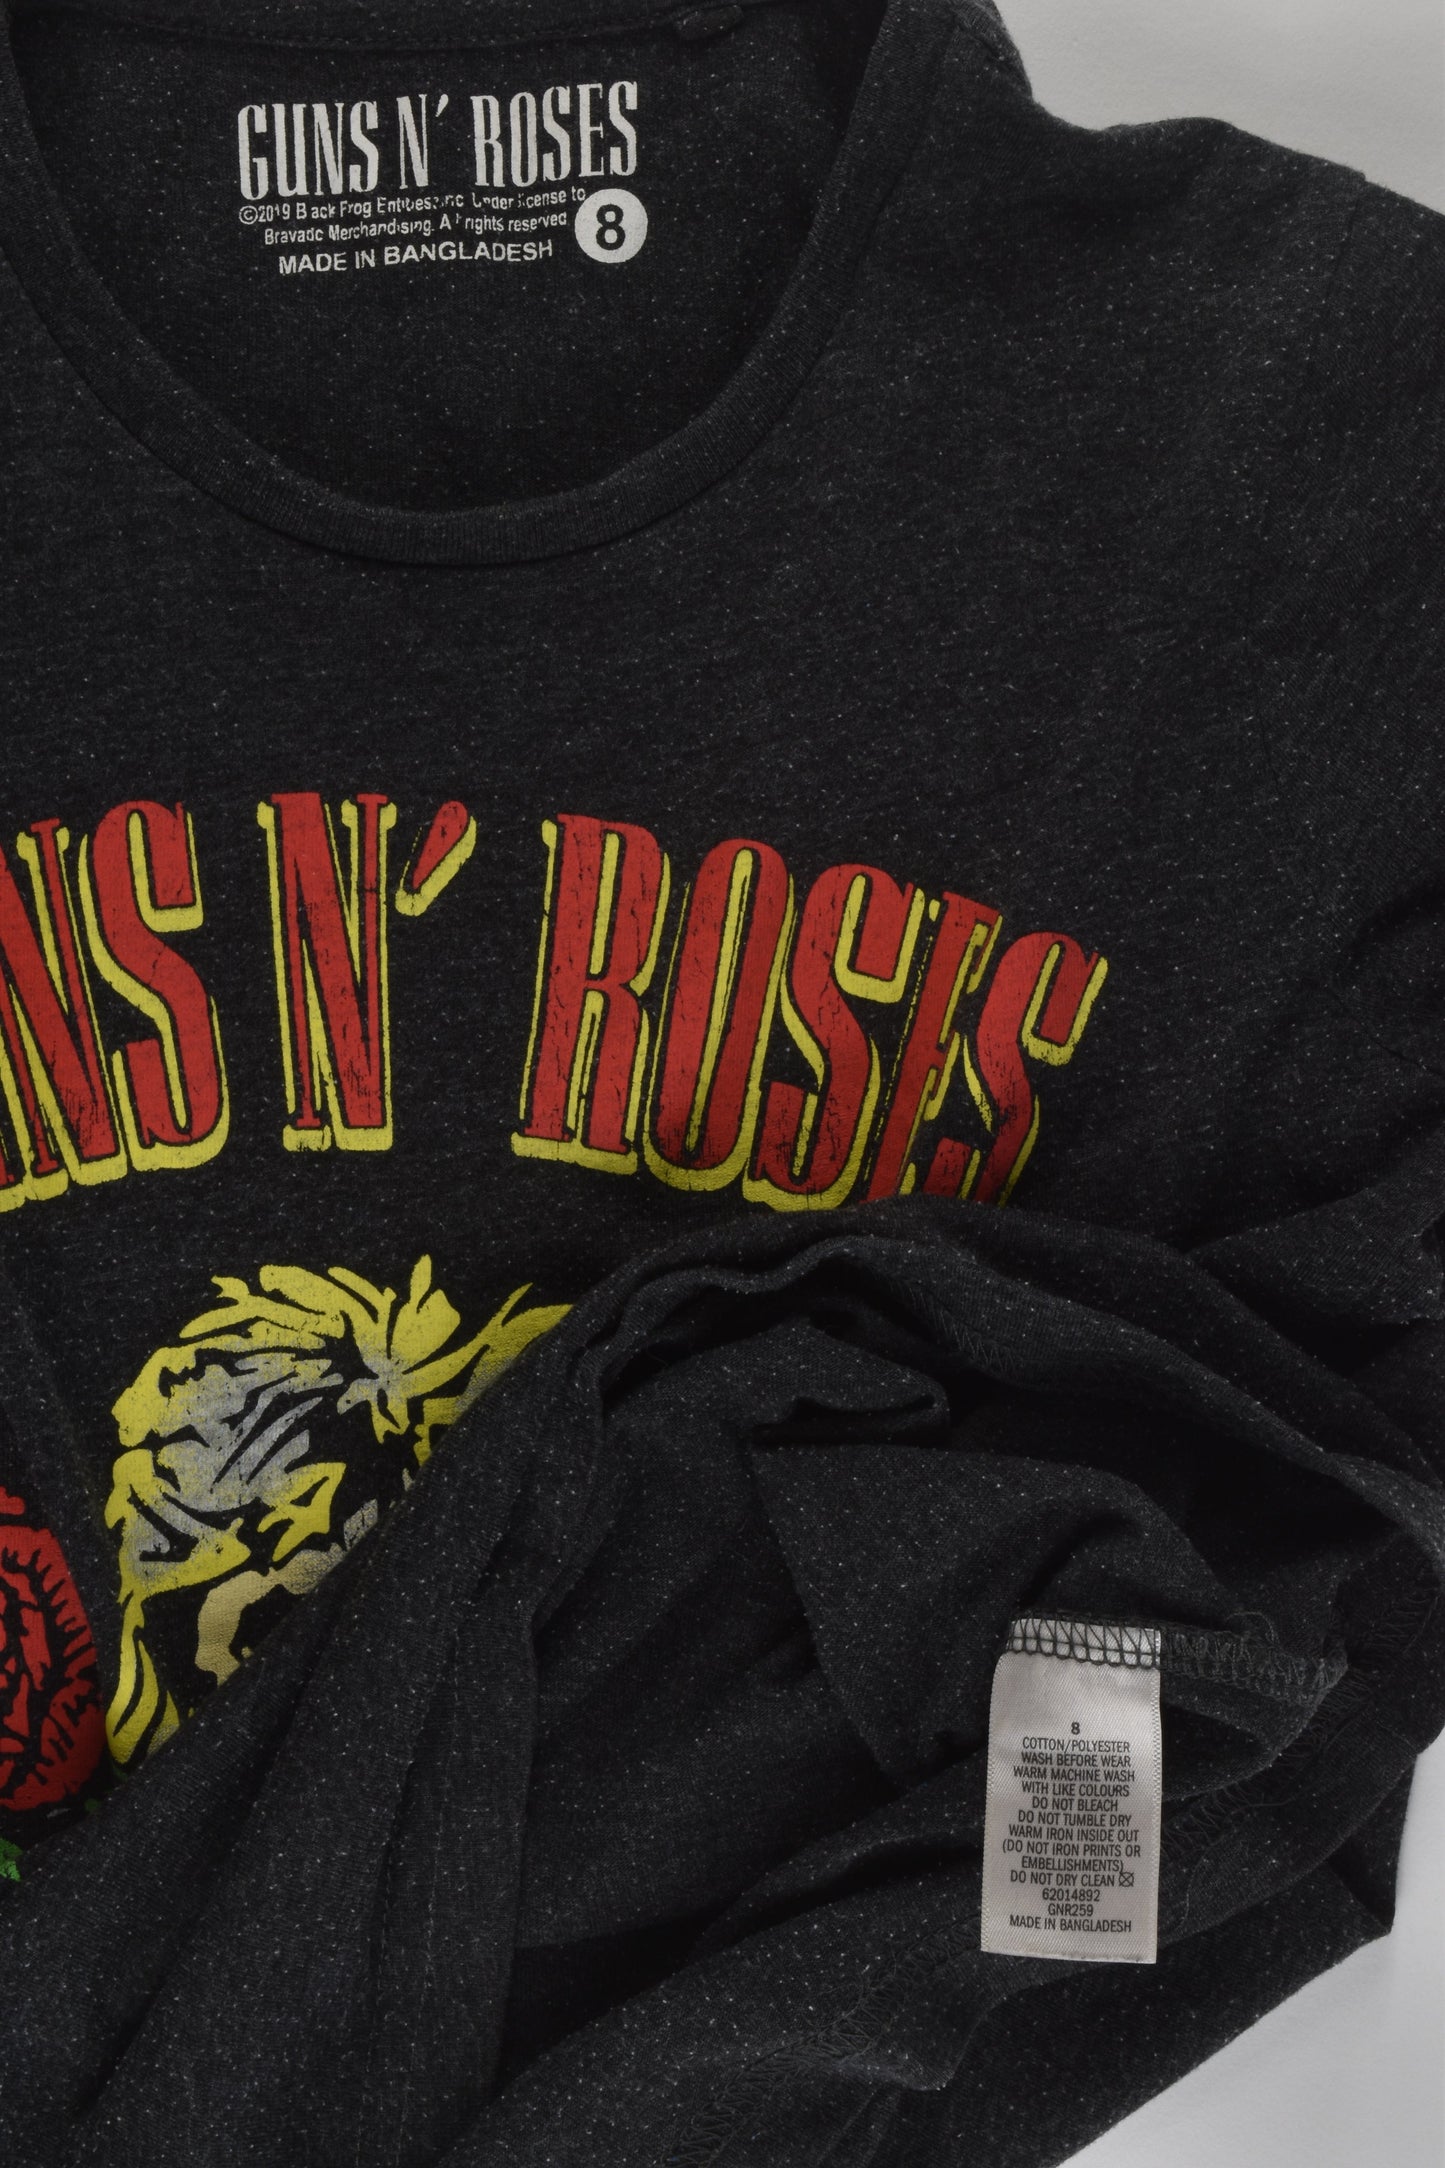 GUNS N' ROSES
©2019 Black Frog Entities, Inc. Under license to
Bravado Merchandising. All rights reserved
MADE IN BANGLADESH
8
NS N' ROSES
8
COTTON/POLYESTER
WASH BEFORE WEAR
WARM MACHINE WASH
WITH LIKE COLOURS
DO NOT BLEACH
DO NOT TUMBLE DRY
WARM IRON INSIDE OUT
(DO NOT IRON PRINTS OR
EMBELLISHMENTS)
DO NOT DRY CLEAN
62014892
GNR259
MADE IN BANGLADESH